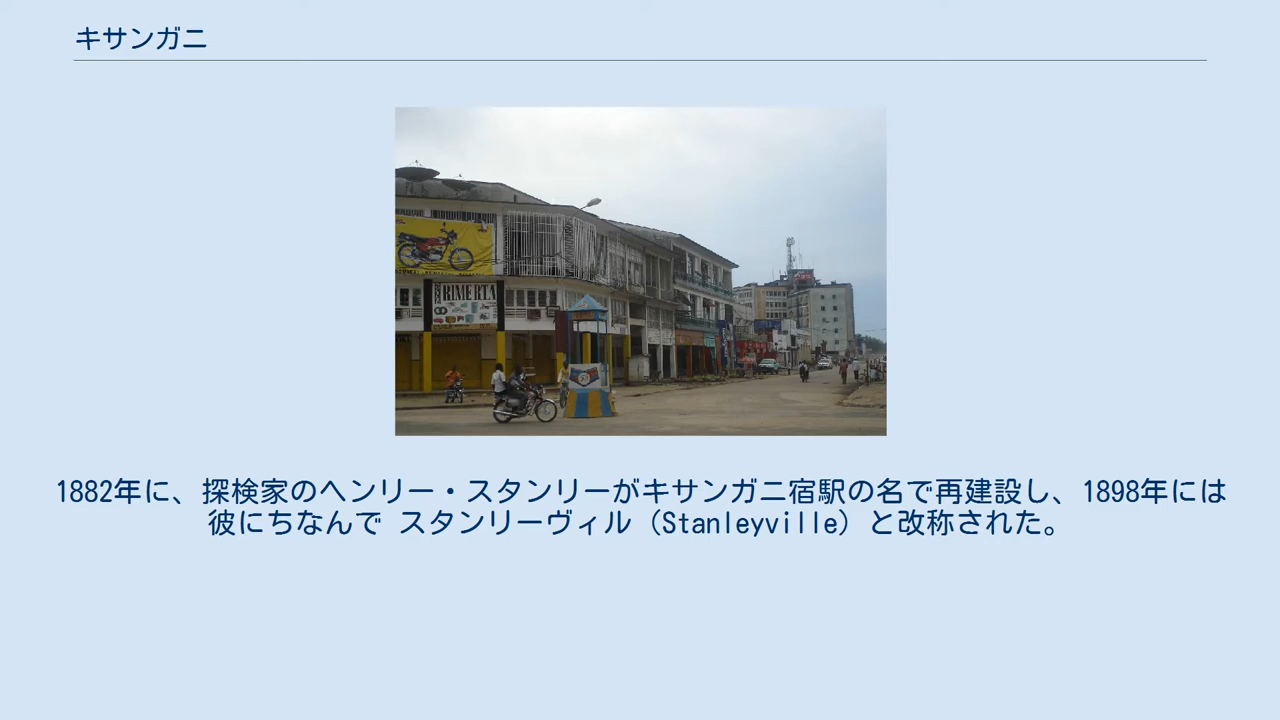 キサンガニ
RIMERTA
1882年に、探検家のヘンリー・スタンリーがキサンガニ宿駅の名で再建設し、1898年には
彼にちなんで スタンリーヴィル（Stanleyville）と改称された。